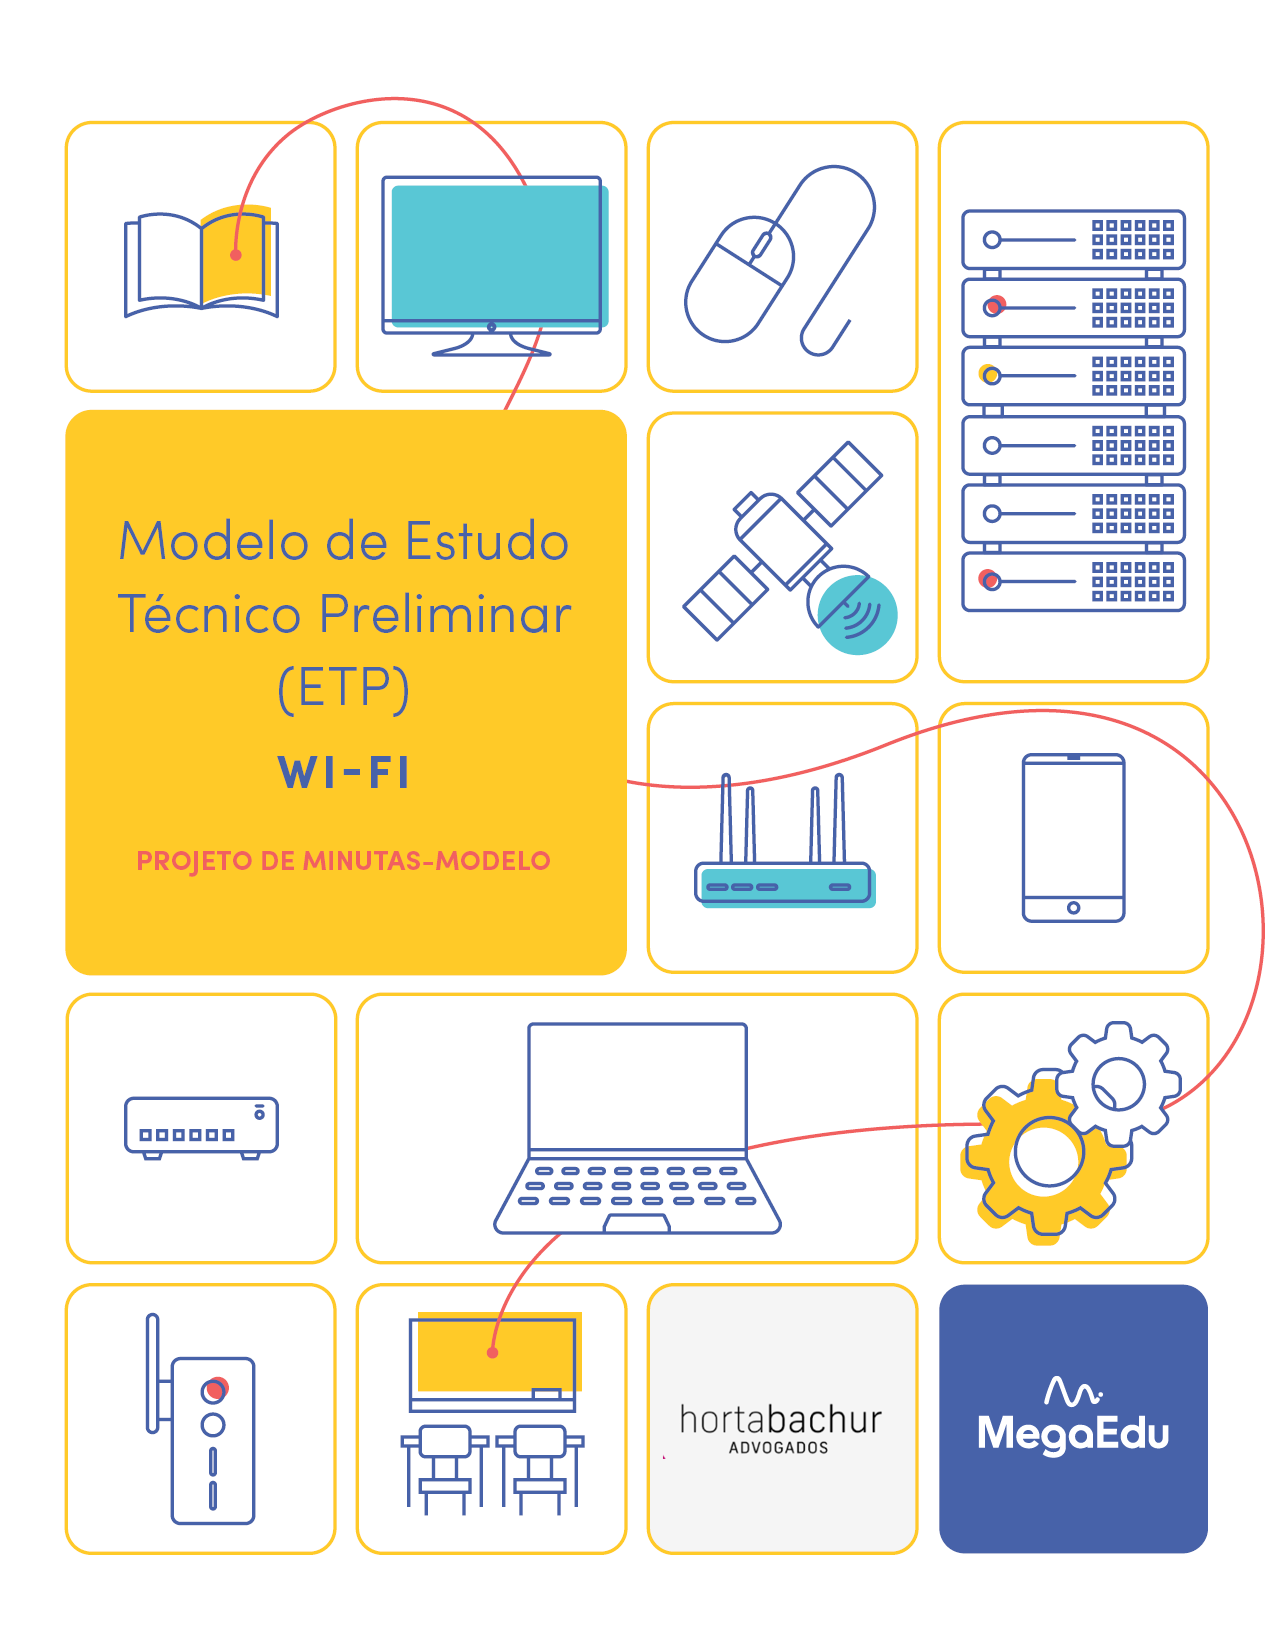 Modelo de Estudo
Técnico Preliminar
(ETP)
WI-FI
PROJETO DE MINUTAS-MODELO
hortabachur
ADVOGADOS
MegaEdu